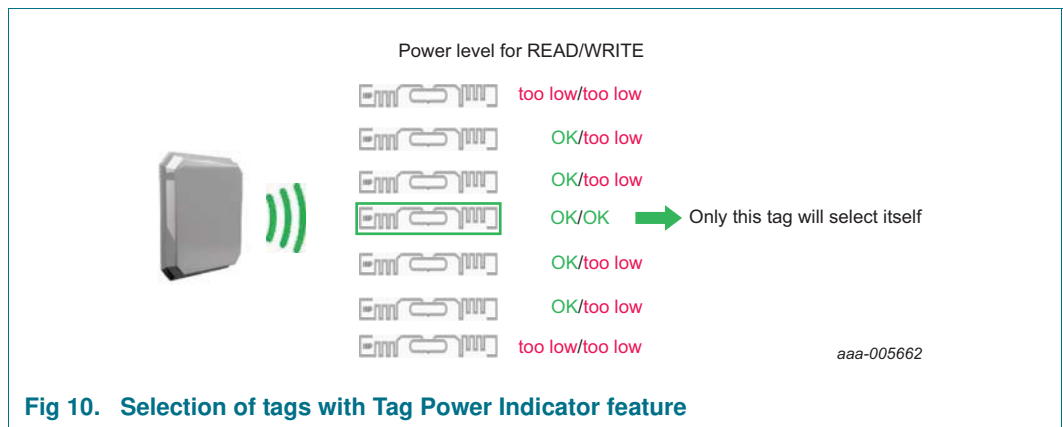 Power level for READ/WRITE
too low/too low
OK/too low
OK/too low
OK/OK Only this tag will select itself
OK/too low
OK/too low
too low/too low
aaa-005662
Fig 10. Selection of tags with Tag Power Indicator feature